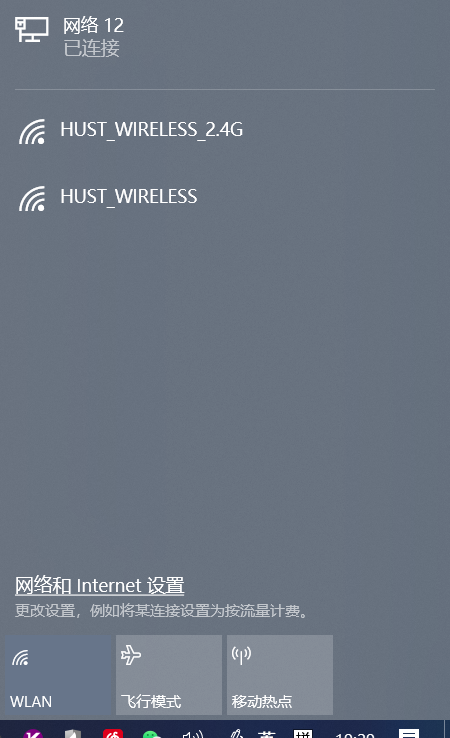 网络 12
已连接
HUST_WIRELESS_2.4G
HUST_WIRELESS
网络和 Internet 设置
更改设置，例如将某连接设置为按流量计费。
WLAN
飞行模式
移动热点